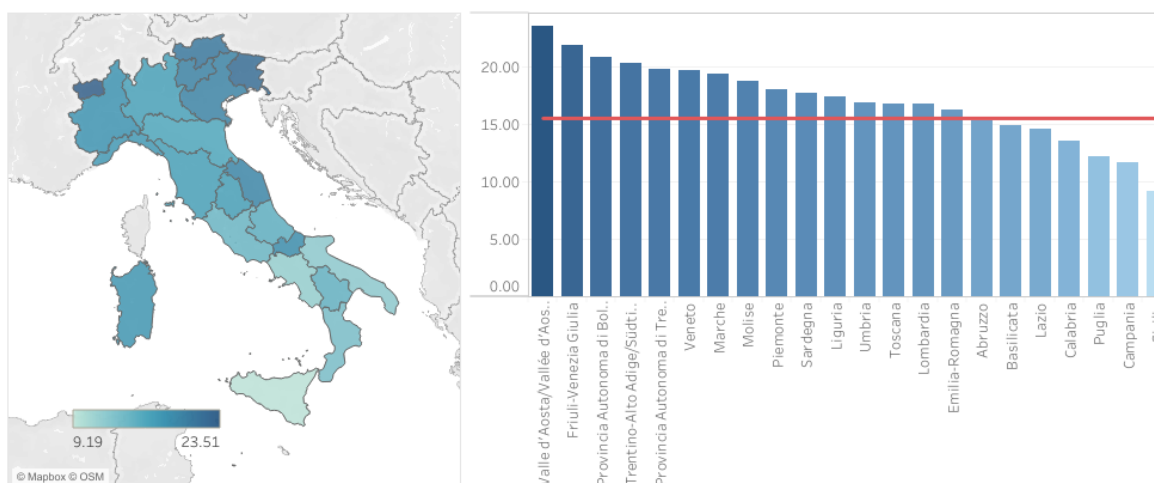 9.19
23.51
© Mapbox © OSM
20.00
15.00
10.00
5.00
0.00
Valle d'Aosta/Vallée d'Aos..
Friuli-Venezia Giulia
Provincia Autonoma di Bol..
Trentino-Alto Adige/Südti..
Provincia Autonoma di Tre..
Veneto
Marche
Molise
Piemonte
Sardegna
Liguria
Umbria
Toscana
Lombardia
Emilia-Romagna
Abruzzo
Basilicata
Lazio
Calabria
Puglia
Campania